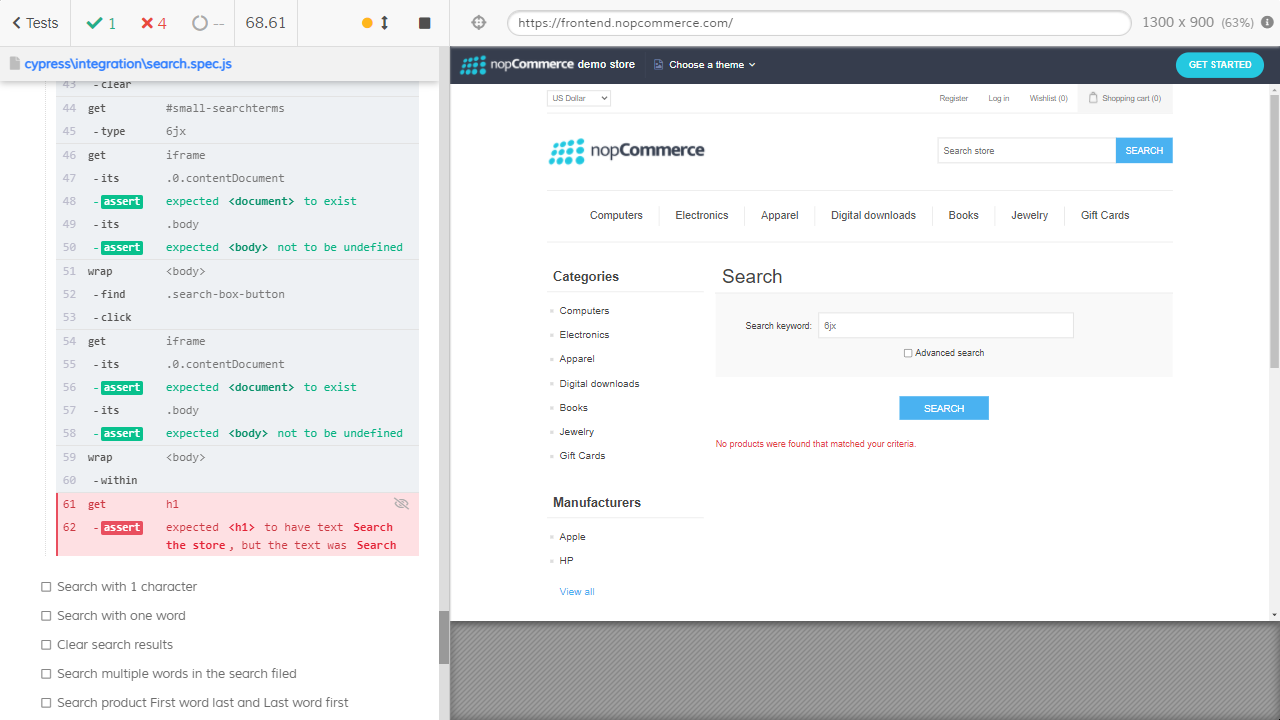 Tests
1
4
--
68.61
https://frontend.nopcommerce.com/
1300 x 900 (63%)
cypress\integration\search.spec.js
43 -clear
44 get #small-searchterms
45 -type 6jx
46 get iframe
47 -its .0.contentDocument
48 -assert expected <document> to exist
49 -its .body
50 -assert expected <body> not to be undefined
51 wrap <body>
52 -find .search-box-button
53 -click
54 get iframe
55 -its .0.contentDocument
56 -assert expected <document> to exist
57 -its .body
58 -assert expected <body> not to be undefined
59 wrap <body>
60 -within
61 get h1
62 -assert expected <h1> to have text Search
the store, but the text was Search
Search with 1 character
Search with one word
Clear search results
Search multiple words in the search filed
Search product First word last and Last word first
nopCommerce demo store
Choose a theme
GET STARTED
US Dollar
Register
Log in
Wishlist (0)
Shopping cart (0)
nopCommerce
Search store
SEARCH
Computers
Electronics
Apparel
Digital downloads
Books
Jewelry
Gift Cards
Categories
Computers
Electronics
Apparel
Digital downloads
Books
Jewelry
Gift Cards
Manufacturers
Apple
HP
View all
Search
Search keyword:
6jx
Advanced search
SEARCH
No products were found that matched your criteria.